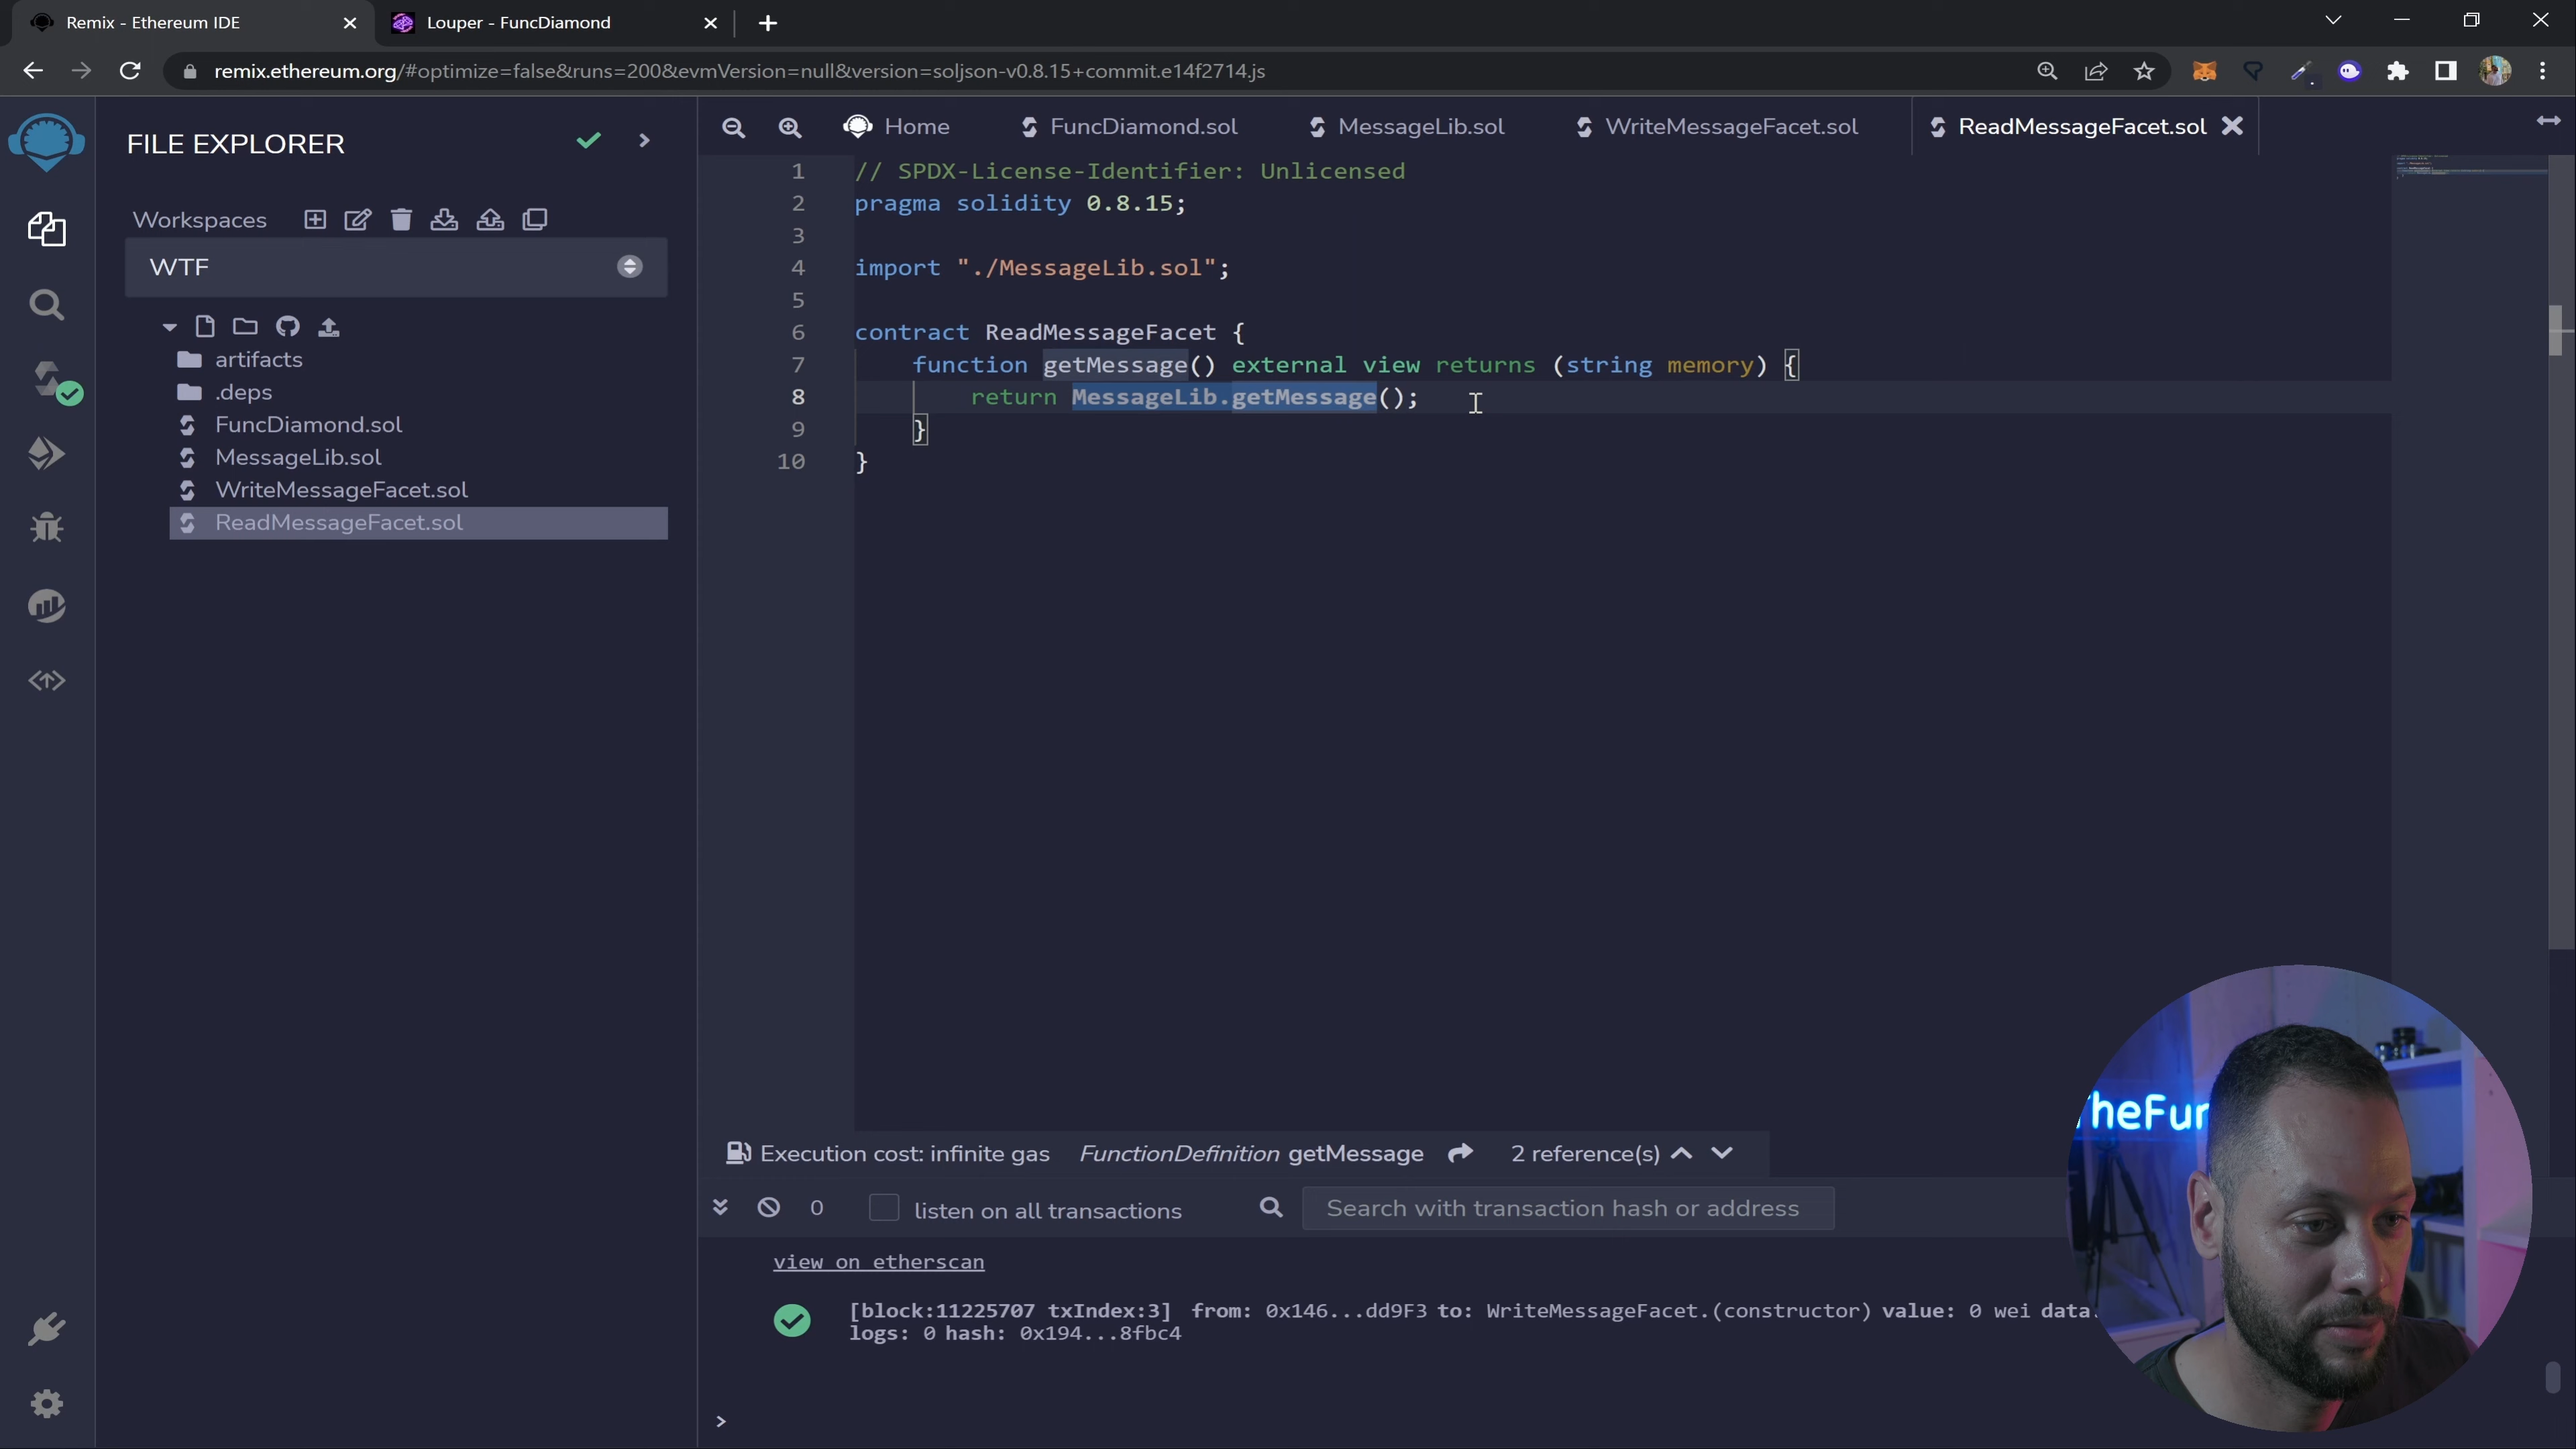 Remix - Ethereum IDE
Louper - FuncDiamond
remix.ethereum.org/#optimize=false&runs=200&evmVersion=null&version=soljson-v0.8.15+commit.e14f2714.js
FILE EXPLORER
Workspaces
WTF
artifacts
.deps
FuncDiamond.sol
MessageLib.sol
WriteMessageFacet.sol
ReadMessageFacet.sol
Home
FuncDiamond.sol
MessageLib.sol
WriteMessageFacet.sol
ReadMessageFacet.sol
1 // SPDX-License-Identifier: Unlicensed
2 pragma solidity 0.8.15;
3
4 import "./MessageLib.sol";
5
6 contract ReadMessageFacet {
7 function getMessage() external view returns (string memory) {
8 return MessageLib.getMessage();
9 }
10 }
Execution cost: infinite gas FunctionDefinition getMessage 2 reference(s)
0 listen on all transactions Search with transaction hash or address
view on etherscan
[block:11225707 txIndex:3] from: 0x146...dd9F3 to: WriteMessageFacet.(constructor) value: 0 wei data
logs: 0 hash: 0x194...8fbc4
>